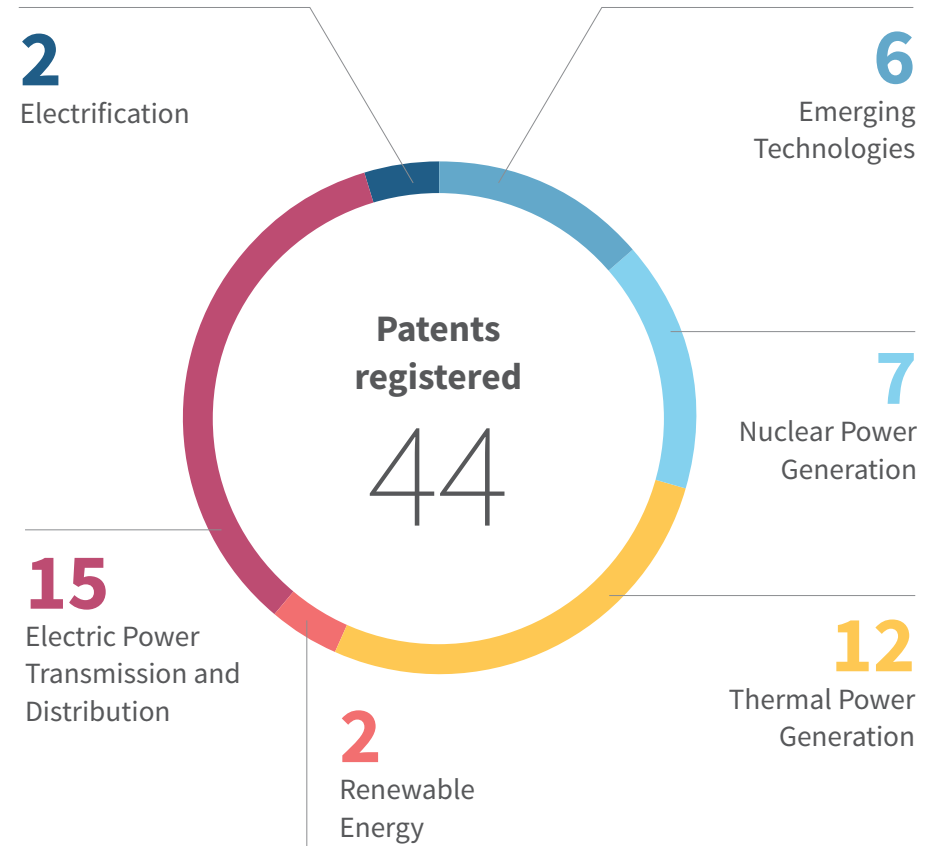 2
Electrification
6
Emerging
Technologies
Patents
registered
44
7
Nuclear Power
Generation
15
Electric Power
Transmission and
Distribution
12
Thermal Power
Generation
2
Renewable
Energy